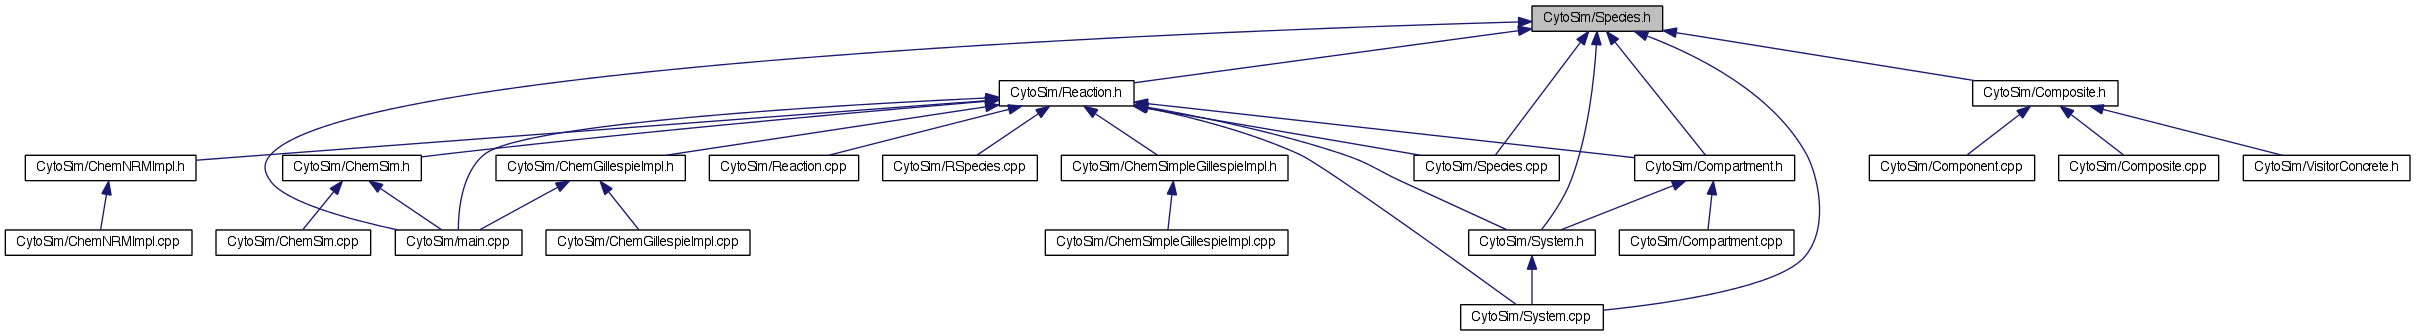 CytoSim/Species.h
CytoSim/Reaction.h
CytoSim/Composite.h
CytoSim/ChemNRMImpl.h
CytoSim/ChemSim.h
CytoSim/ChemGillespieImpl.h
CytoSim/Reaction.cpp
CytoSim/RSpecies.cpp
CytoSim/ChemSimpleGillespieImpl.h
CytoSim/Species.cpp
CytoSim/Compartment.h
CytoSim/Component.cpp
CytoSim/Composite.cpp
CytoSim/VisitorConcrete.h
CytoSim/ChemNRMImpl.cpp
CytoSim/ChemSim.cpp
CytoSim/main.cpp
CytoSim/ChemGillespieImpl.cpp
CytoSim/ChemSimpleGillespieImpl.cpp
CytoSim/System.h
CytoSim/Compartment.cpp
CytoSim/System.cpp